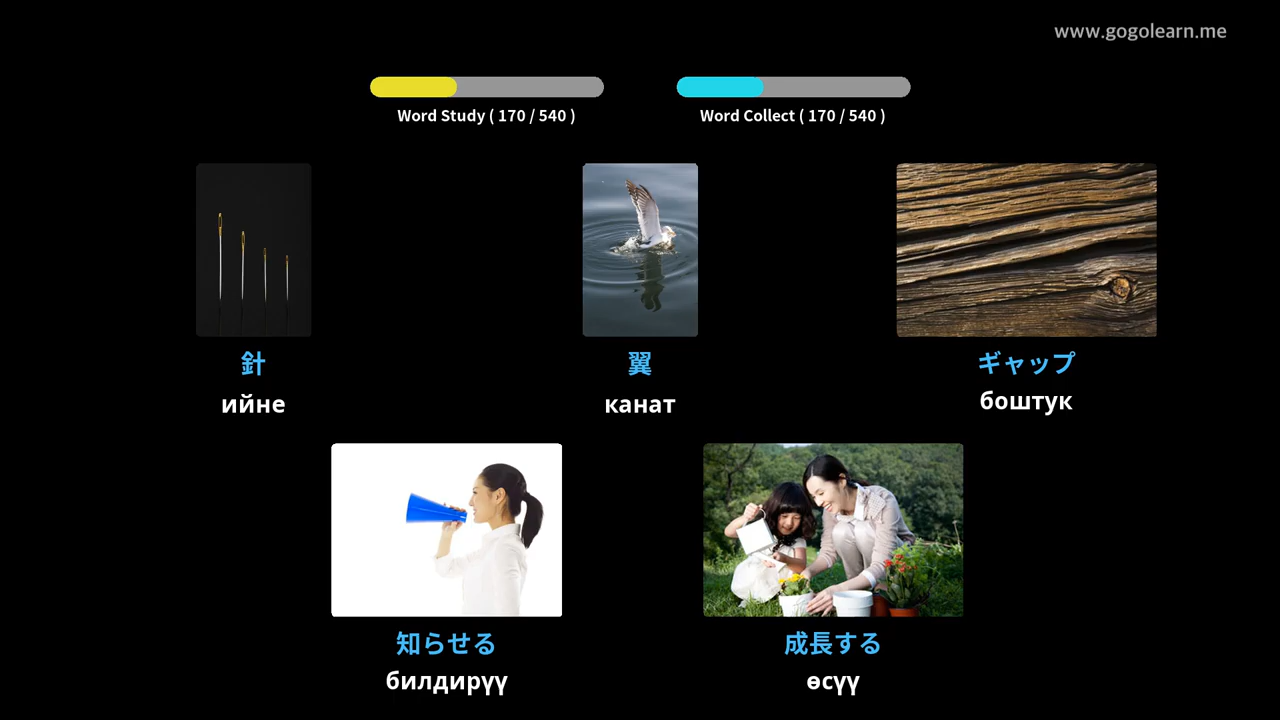 www.gogolearn.me
Word Study ( 170 / 540 )
Word Collect ( 170 / 540 )
針
ийне
翼
канат
ギャップ
боштук
知らせる
билдирүү
成長する
өсүү